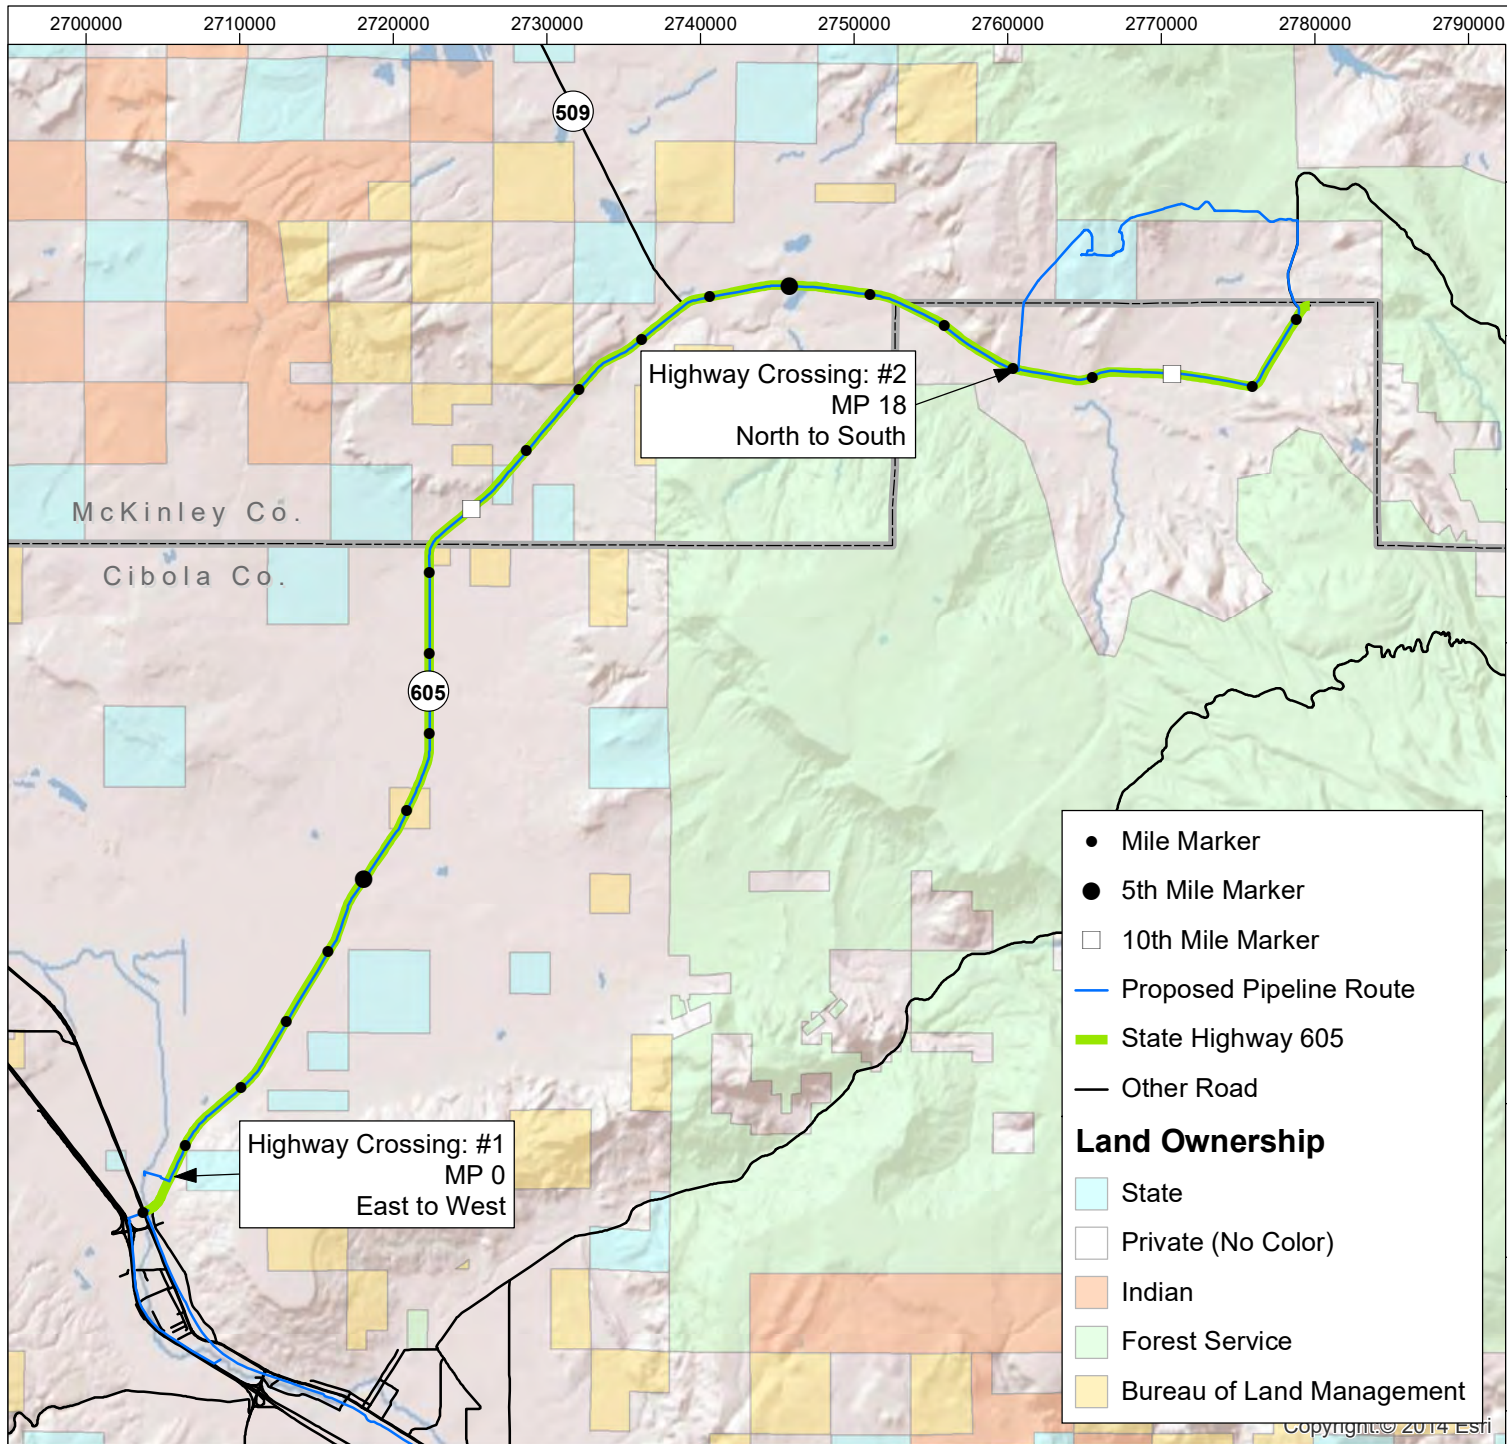 2700000 2710000 2720000 2730000 2740000 2750000 2760000 2770000 2780000 2790000
509
Highway Crossing: #2
MP 18
North to South
McKinley Co.
Cibola Co.
605
Highway Crossing: #1
MP 0
East to West
Mile Marker
5th Mile Marker
10th Mile Marker
Proposed Pipeline Route
State Highway 605
Other Road
Land Ownership
State
Private (No Color)
Indian
Forest Service
Bureau of Land Management
Copyright:© 2014 Esri